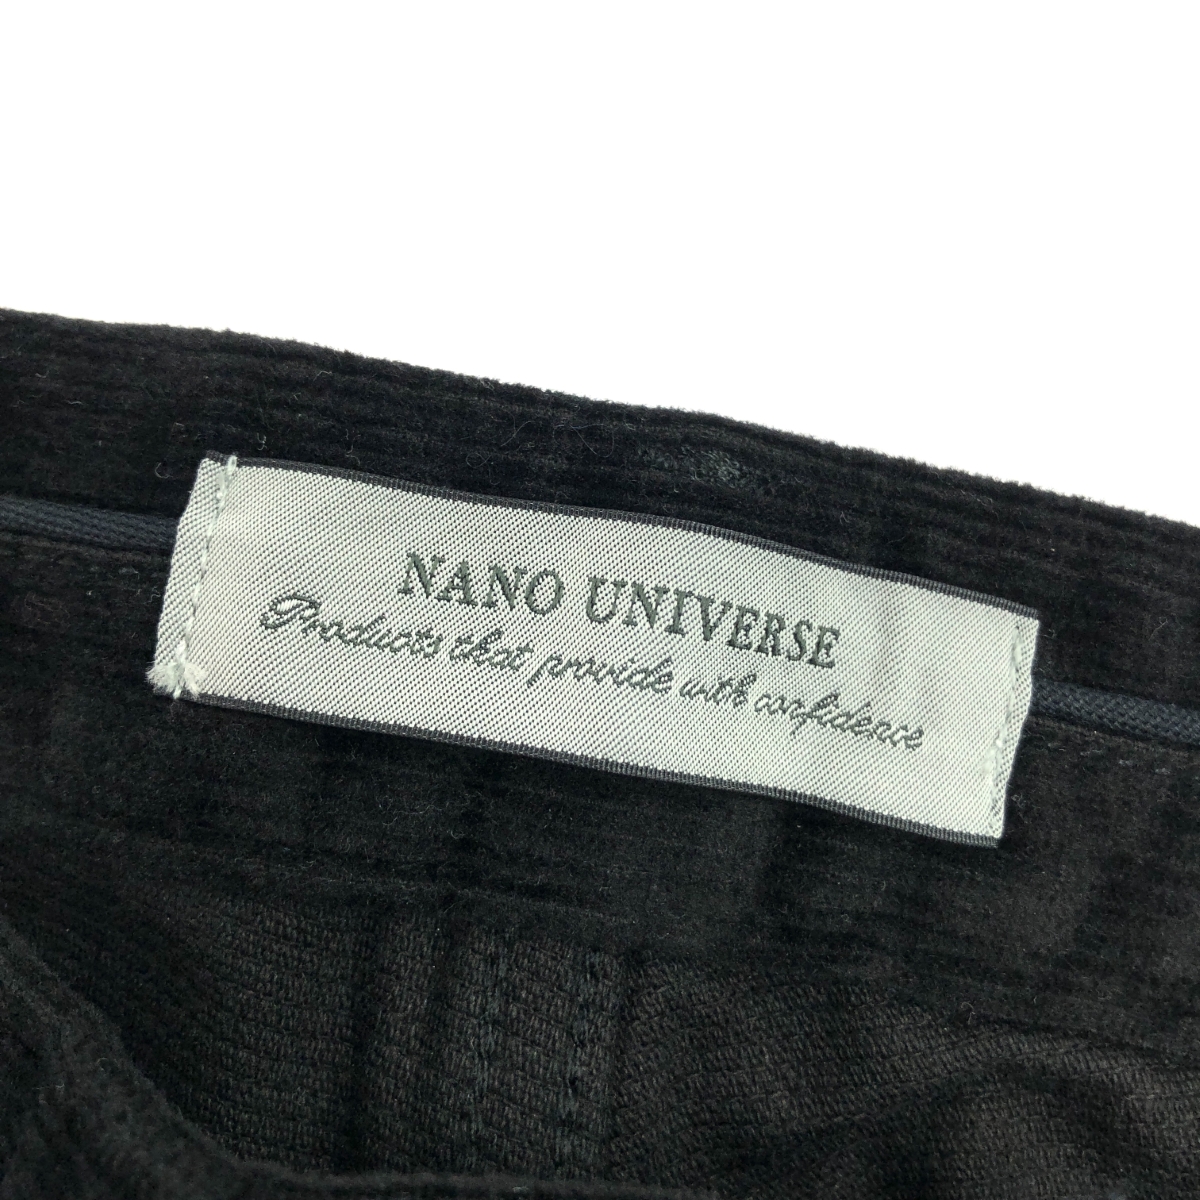 NANO UNIVERSE
Products that provide with confidence